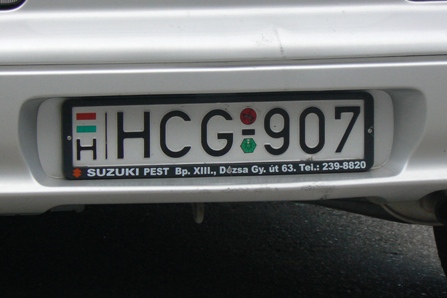 H HCG-907
SUZUKI PEST Bp. XIII., Dózsa Gy. út 63. Tel.: 239-8820